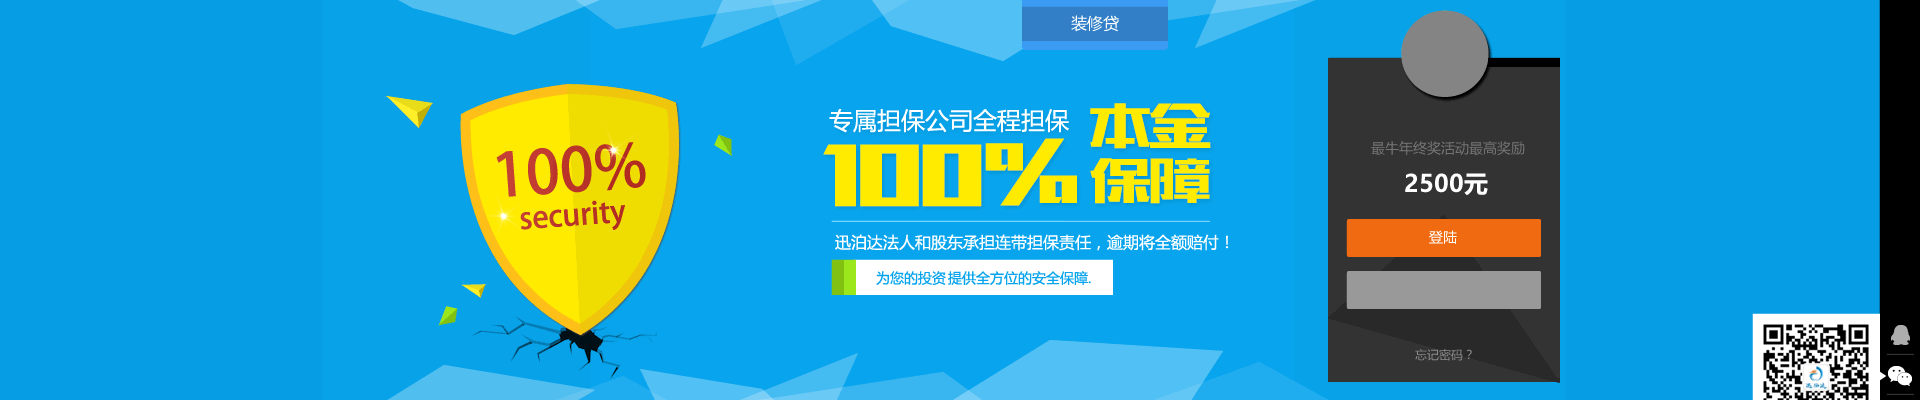 装修贷
100%
security
专属担保公司全程担保
100%
本金
保障
迅泊达法人和股东承担连带担保责任，逾期将全额赔付！
为您的投资提供全方位的安全保障.
最牛年终奖活动最高奖励
2500元
登陆
忘记密码？